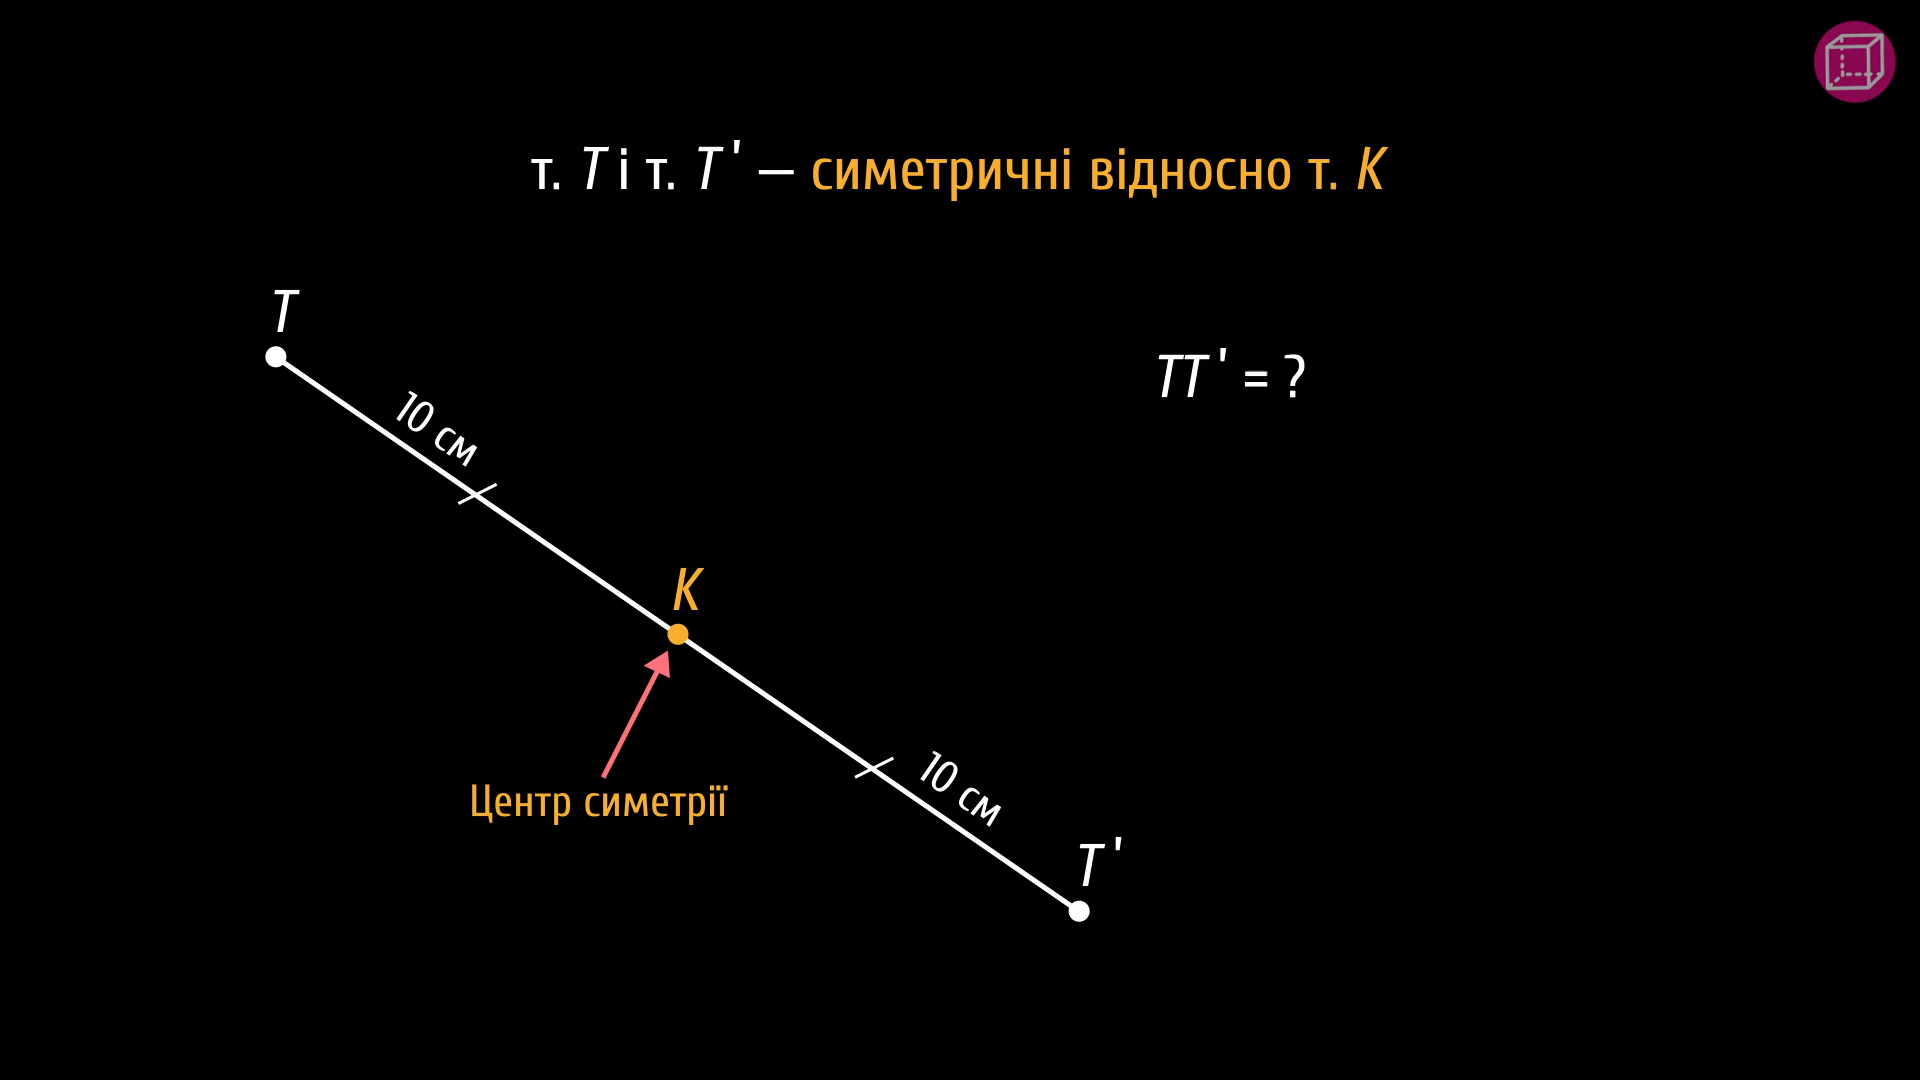 т. T і т. T' – симетричні відносно т. K
T
TT' = ?
10 см
K
10 см
Центр симетрії
T'